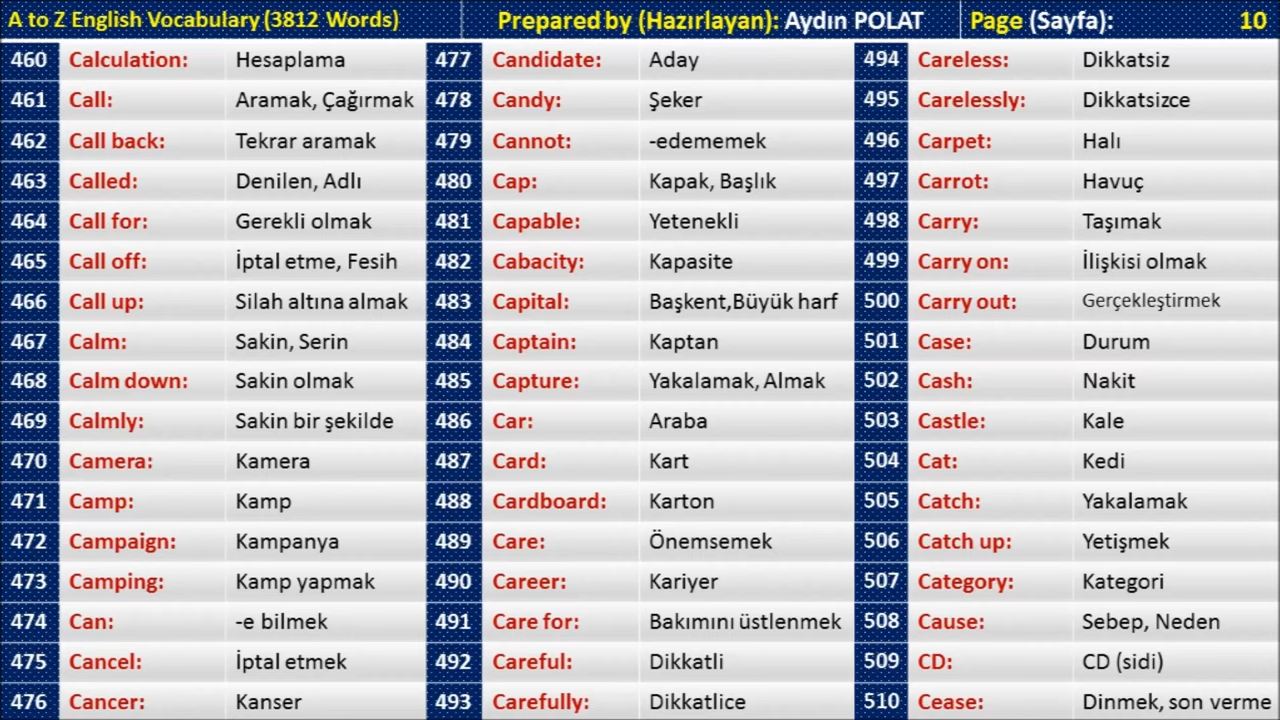 A to Z English Vocabulary (3812 Words) Prepared by (Hazırlayan): Aydın POLAT Page (Sayfa): 10
460 Calculation: Hesaplama 477 Candidate: Aday 494 Careless: Dikkatsiz
461 Call: Aramak, Çağırmak 478 Candy: Şeker 495 Carelessly: Dikkatsizce
462 Call back: Tekrar aramak 479 Cannot: -edememek 496 Carpet: Halı
463 Called: Denilen, Adlı 480 Cap: Kapak, Başlık 497 Carrot: Havuç
464 Call for: Gerekli olmak 481 Capable: Yetenekli 498 Carry: Taşımak
465 Call off: İptal etme, Fesih 482 Cabacity: Kapasite 499 Carry on: İlişkisi olmak
466 Call up: Silah altına almak 483 Capital: Başkent,Büyük harf 500 Carry out: Gerçekleştirmek
467 Calm: Sakin, Serin 484 Captain: Kaptan 501 Case: Durum
468 Calm down: Sakin olmak 485 Capture: Yakalamak, Almak 502 Cash: Nakit
469 Calmly: Sakin bir şekilde 486 Car: Araba 503 Castle: Kale
470 Camera: Kamera 487 Card: Kart 504 Cat: Kedi
471 Camp: Kamp 488 Cardboard: Karton 505 Catch: Yakalamak
472 Campaign: Kampanya 489 Care: Önemsemek 506 Catch up: Yetişmek
473 Camping: Kamp yapmak 490 Career: Kariyer 507 Category: Kategori
474 Can: -e bilmek 491 Care for: Bakımını üstlenmek 508 Cause: Sebep, Neden
475 Cancel: İptal etmek 492 Careful: Dikkatli 509 CD: CD (sidi)
476 Cancer: Kanser 493 Carefully: Dikkatlice 510 Cease: Dinmek, son verme